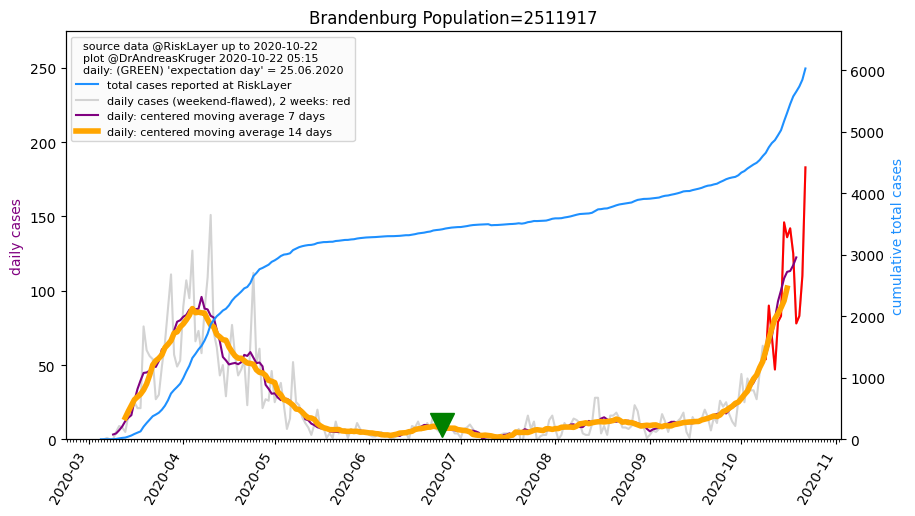 Brandenburg Population=2511917
source data @RiskLayer up to 2020-10-22
plot @DrAndreasKruger 2020-10-22 05:15
daily: (GREEN) 'expectation day' = 25.06.2020
total cases reported at RiskLayer
daily cases (weekend-flawed), 2 weeks: red
daily: centered moving average 7 days
daily: centered moving average 14 days
daily cases
250
200
150
100
50
0
cumulative total cases
6000
5000
4000
3000
2000
1000
0
2020-03
2020-04
2020-05
2020-06
2020-07
2020-08
2020-09
2020-10
2020-11